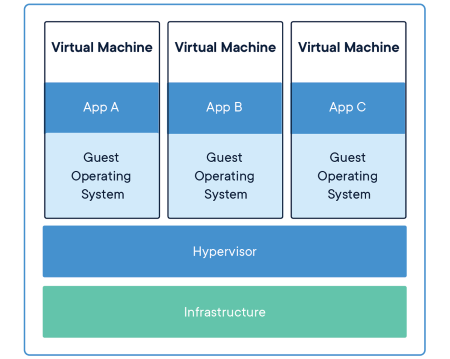 Virtual Machine
Virtual Machine
Virtual Machine
App A
App B
App C
Guest
Operating
System
Guest
Operating
System
Guest
Operating
System
Hypervisor
Infrastructure